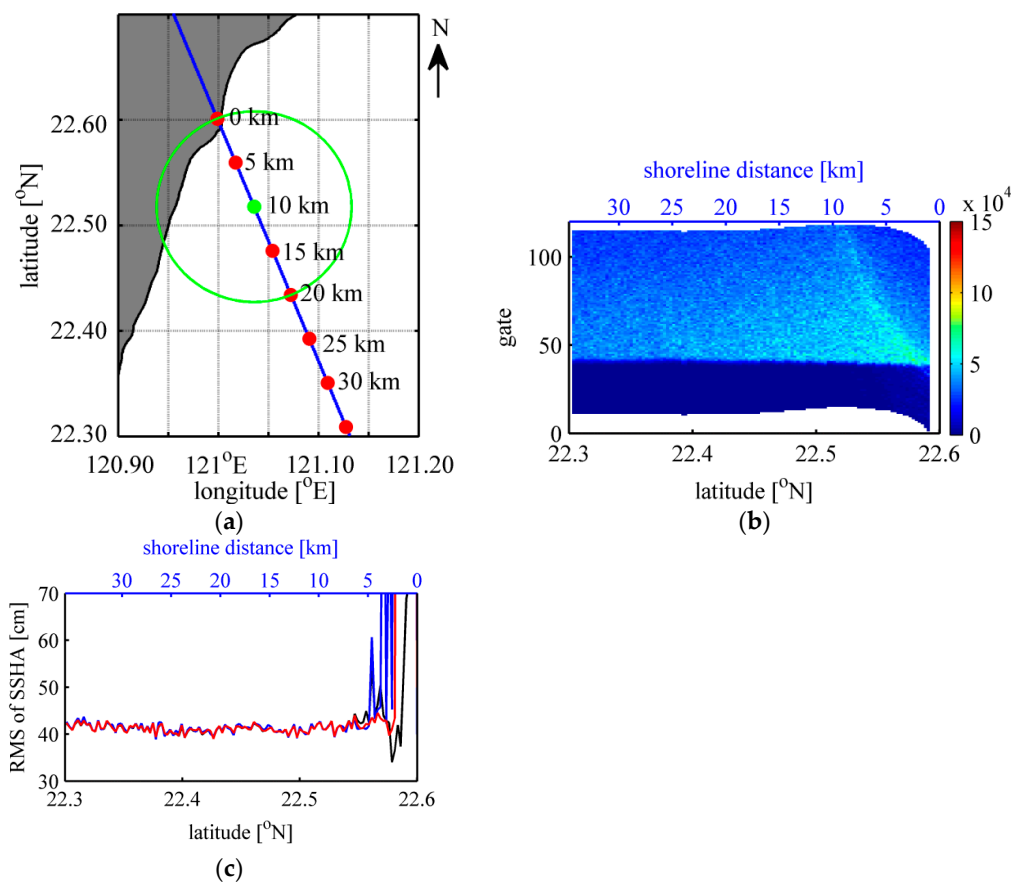 N
22.60
22.50
22.40
22.30
latitude [°N]
0 km
5 km
10 km
15 km
20 km
25 km
30 km
120.90
121°E
121.10
121.20
longitude [°E]
(a)
shoreline distance [km]
30
25
20
15
10
5
0
x 10⁴
100
50
0
gate
15
10
5
0
22.3
22.4
22.5
22.6
latitude [°N]
(b)
shoreline distance [km]
30
25
20
15
10
5
0
70
60
50
40
30
RMS of SSHA [cm]
22.3
22.4
22.5
22.6
latitude [°N]
(c)